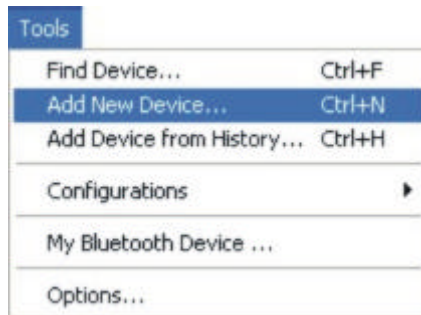 Tools
Find Device... Ctrl+F
Add New Device... Ctrl+N
Add Device from History... Ctrl+H
Configurations
My Bluetooth Device ...
Options...